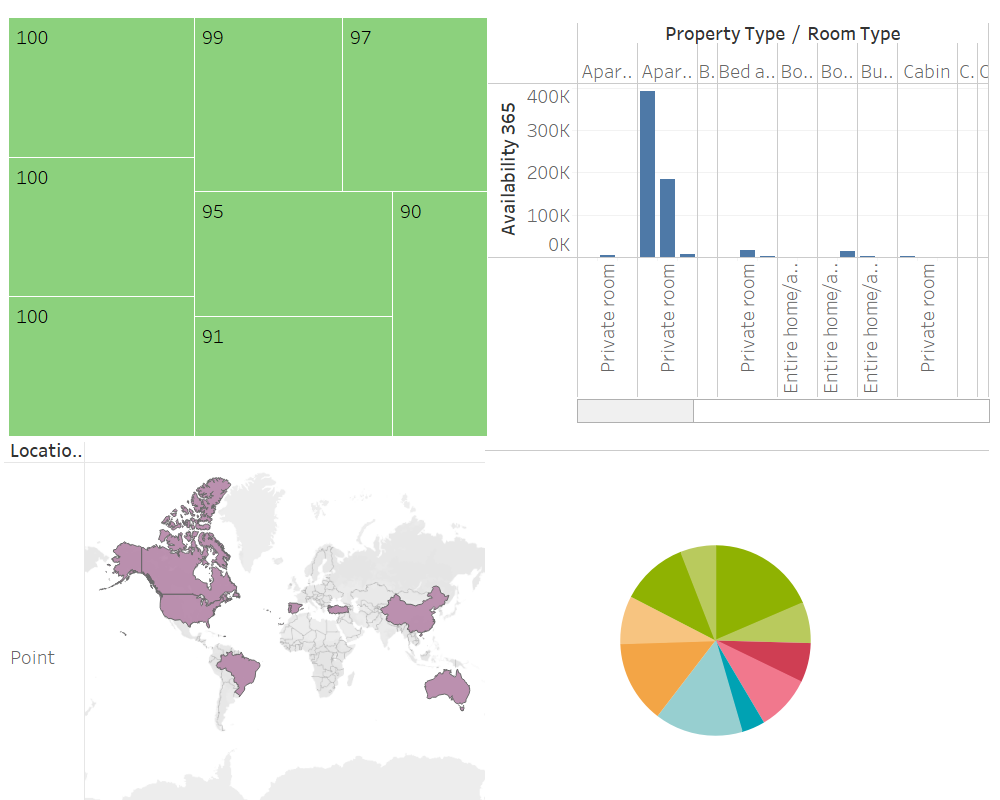 100
99
97
100
95
90
100
91
Property Type / Room Type
Apar..
Apar..
B.
Bed a..
Bo..
Bo..
Bu..
Cabin
C.
C
Availability 365
400K
300K
200K
100K
0K
Private room
Private room
Private room
Entire home/a..
Entire home/a..
Entire home/a..
Private room
Locatio..
Point